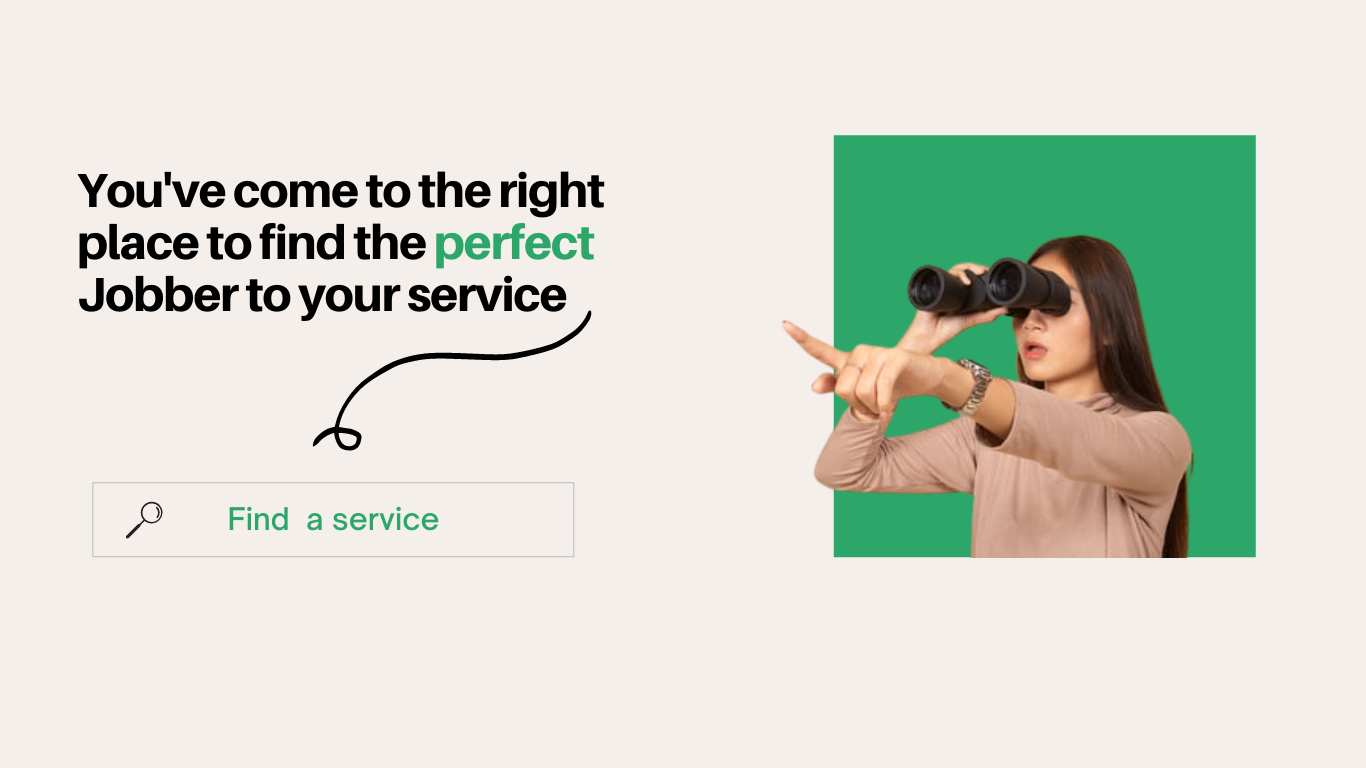 You've come to the right
place to find the perfect
Jobber to your service
Find a service